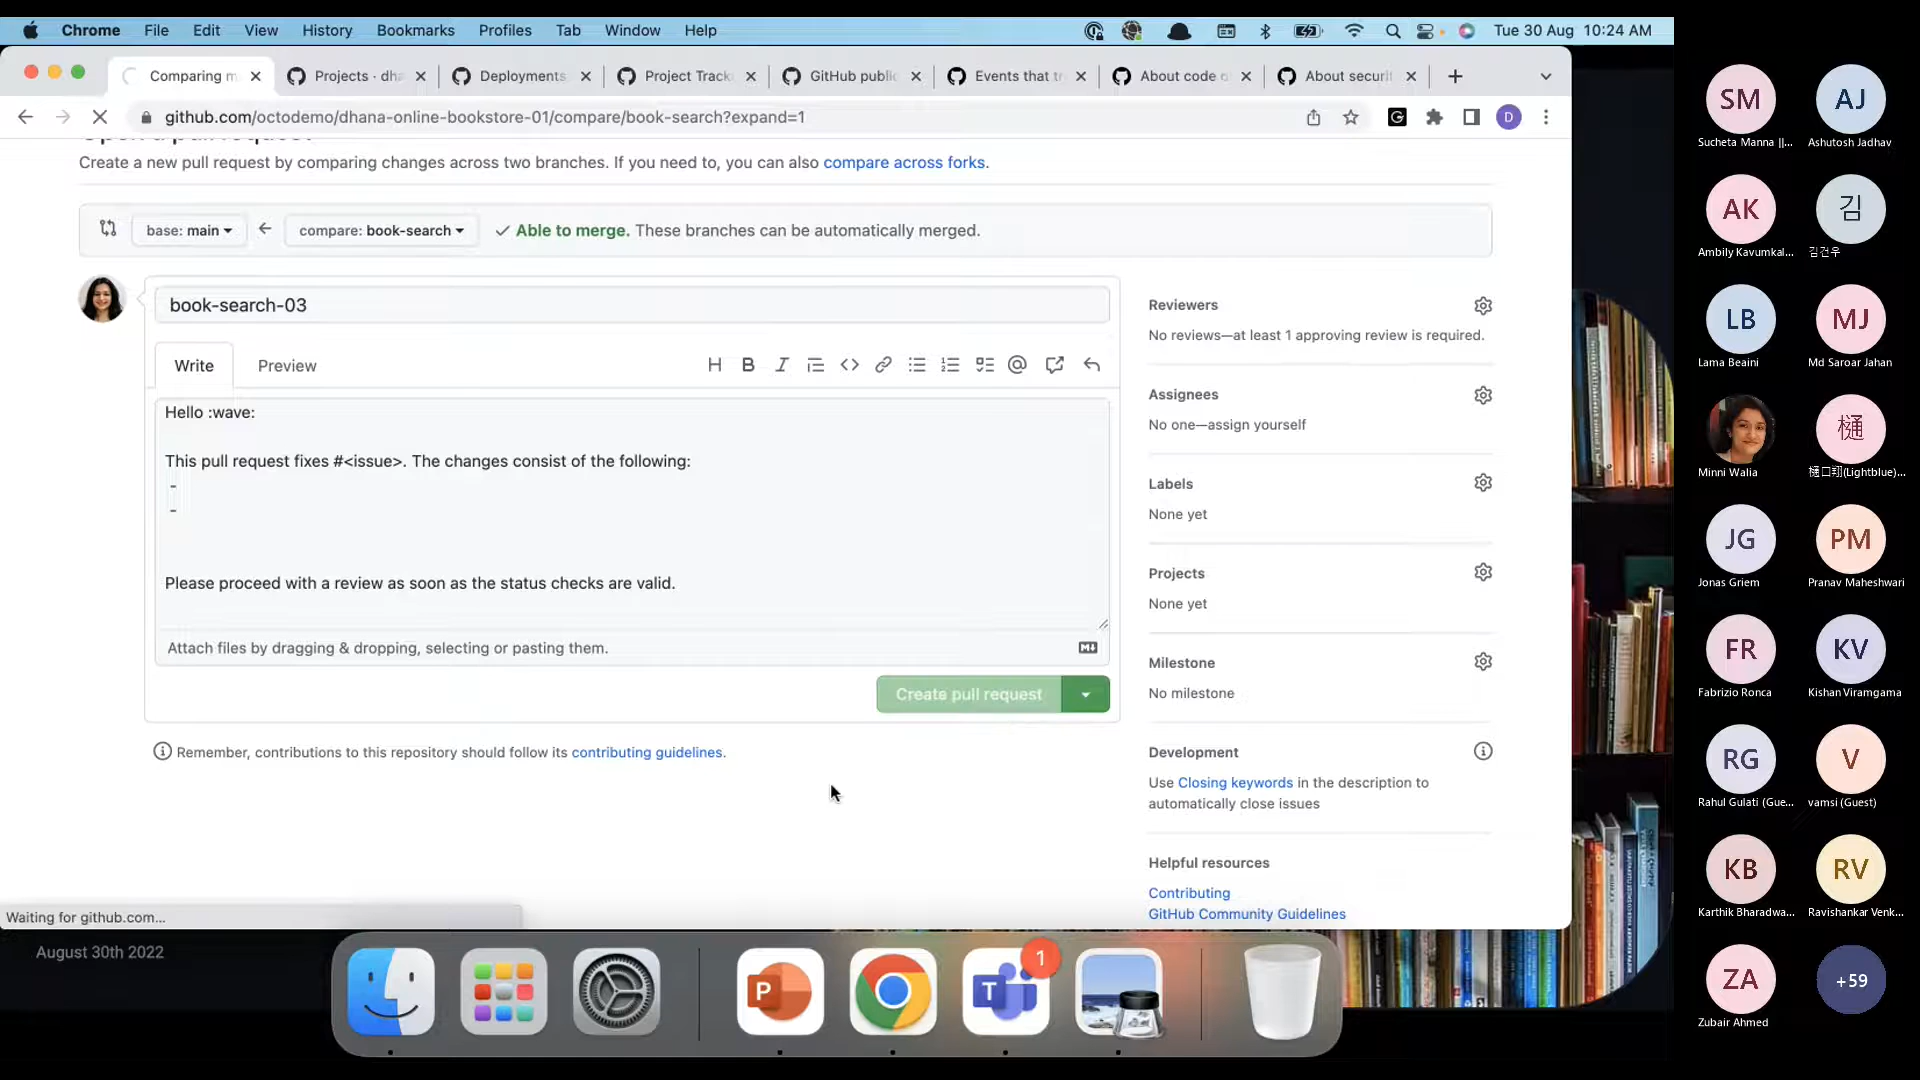 Chrome File Edit View History Bookmarks Profiles Tab Window Help Tue 30 Aug 10:24 AM
Comparing m Projects · dha Deployments Project Track GitHub public Events that tr About code o About securit
github.com/octodemo/dhana-online-bookstore-01/compare/book-search?expand=1 D
Create a new pull request by comparing changes across two branches. If you need to, you can also compare across forks.
base: main compare: book-search Able to merge. These branches can be automatically merged.
book-search-03
Write Preview
Hello :wave:
This pull request fixes #<issue>. The changes consist of the following:
-
-
Please proceed with a review as soon as the status checks are valid.
Attach files by dragging & dropping, selecting or pasting them.
Create pull request
Remember, contributions to this repository should follow its contributing guidelines.
Reviewers
No reviews—at least 1 approving review is required.
Assignees
No one—assign yourself
Labels
None yet
Projects
None yet
Milestone
No milestone
Development
Use Closing keywords in the description to
automatically close issues
Helpful resources
Contributing
GitHub Community Guidelines
Waiting for github.com...
August 30th 2022
P
T
1
SM AJ
Sucheta Manna ||... Ashutosh Jadhav
AK 김
Ambily Kavumkal... 김건우
LB MJ
Lama Beaini Md Saroar Jahan
樋
Minni Walia 樋口翔(Lightblue)...
JG PM
Jonas Griem Pranav Maheshwari
FR KV
Fabrizio Ronca Kishan Viramgama
RG V
Rahul Gulati (Gue... vamsi (Guest)
KB RV
Karthik Bharadwa... Ravishankar Venk...
ZA +59
Zubair Ahmed